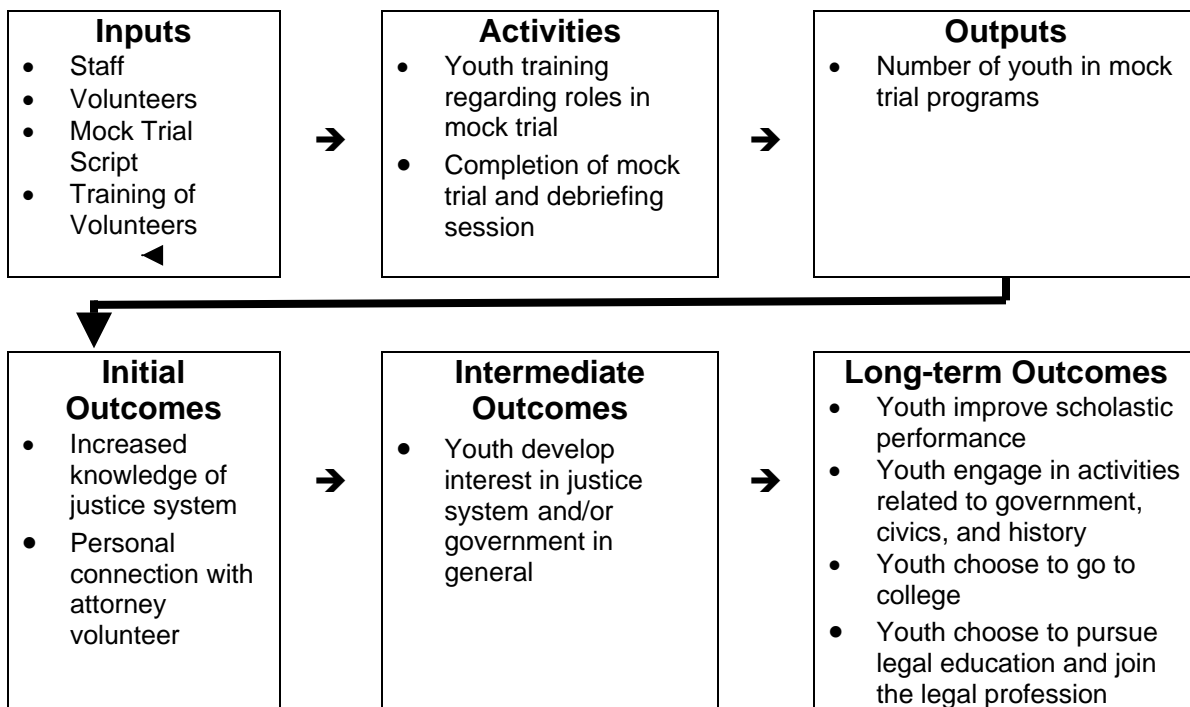 Inputs
• Staff
• Volunteers
• Mock Trial
Script
• Training of
Volunteers
Activities
• Youth training
regarding roles in
mock trial
• Completion of mock
trial and debriefing
session
Outputs
• Number of youth in mock
trial programs
Initial
Outcomes
• Increased
knowledge of
justice system
• Personal
connection with
attorney
volunteer
Intermediate
Outcomes
• Youth develop
interest in justice
system and/or
government in
general
Long-term Outcomes
• Youth improve scholastic
performance
• Youth engage in activities
related to government,
civics, and history
• Youth choose to go to
college
• Youth choose to pursue
legal education and join
the legal profession